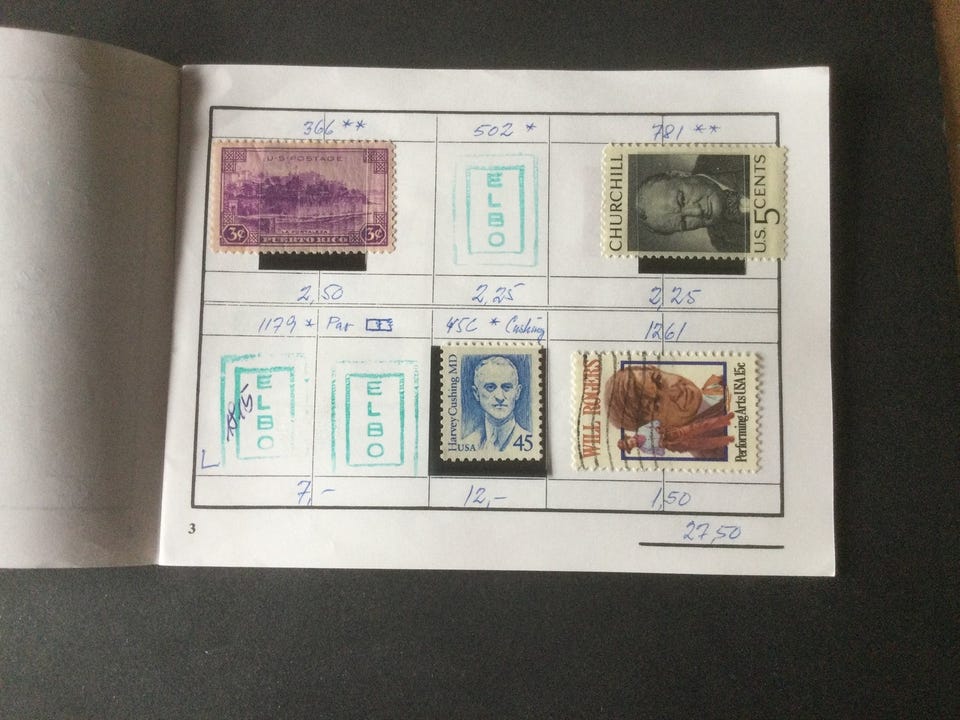 366 ** 502 * 781 **
U·S·POSTAGE
3¢ LA FORTALEZA 3¢
PUERTO RICO
ELBO
CHURCHILL
U.S. 5 CENTS
2,50 2,25 2,25
1179 * Par 45C * Cushing 1261
ELBO
ELBO
Harvey Cushing MD
USA 45
WILL ROGERS
Performing Arts USA 15c
7,- 12,- 1,50
3
27,50